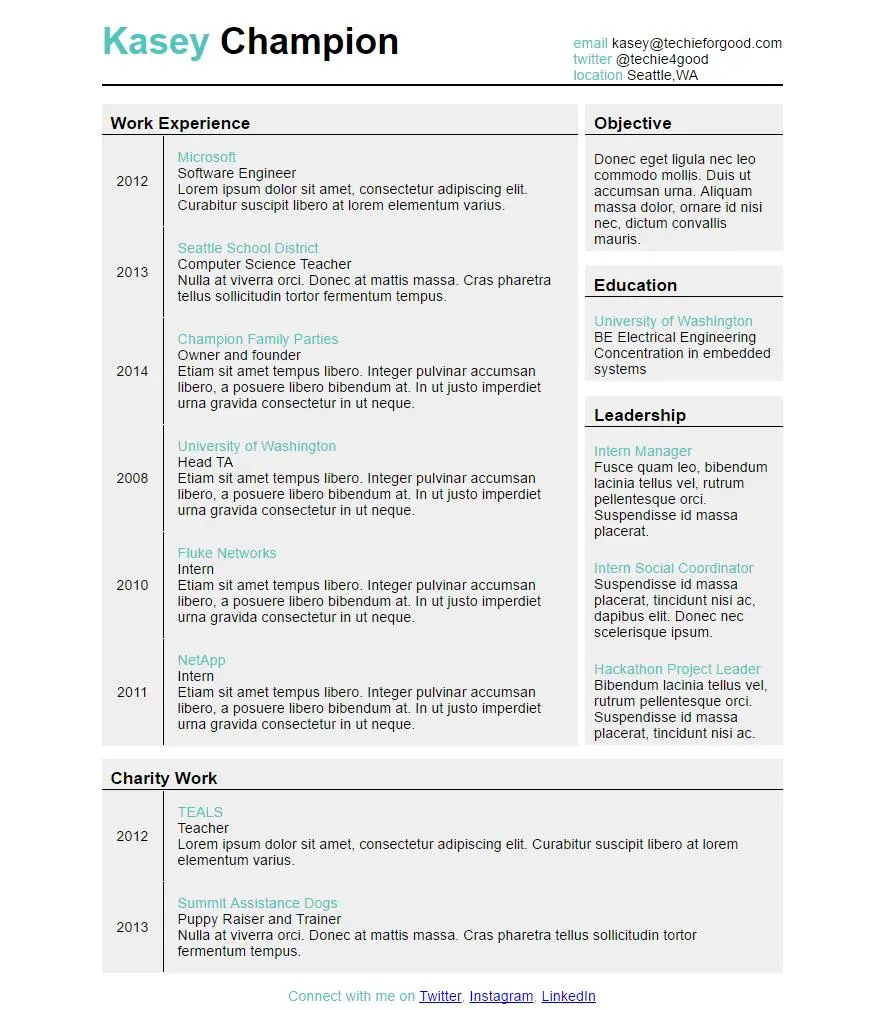 Kasey Champion
email kasey@techieforgood.com
twitter @techie4good
location Seattle,WA
Work Experience
2012
Microsoft
Software Engineer
Lorem ipsum dolor sit amet, consectetur adipiscing elit.
Curabitur suscipit libero at lorem elementum varius.
2013
Seattle School District
Computer Science Teacher
Nulla at viverra orci. Donec at mattis massa. Cras pharetra
tellus sollicitudin tortor fermentum tempus.
2014
Champion Family Parties
Owner and founder
Etiam sit amet tempus libero. Integer pulvinar accumsan
libero, a posuere libero bibendum at. In ut justo imperdiet
urna gravida consectetur in ut neque.
2008
University of Washington
Head TA
Etiam sit amet tempus libero. Integer pulvinar accumsan
libero, a posuere libero bibendum at. In ut justo imperdiet
urna gravida consectetur in ut neque.
2010
Fluke Networks
Intern
Etiam sit amet tempus libero. Integer pulvinar accumsan
libero, a posuere libero bibendum at. In ut justo imperdiet
urna gravida consectetur in ut neque.
2011
NetApp
Intern
Etiam sit amet tempus libero. Integer pulvinar accumsan
libero, a posuere libero bibendum at. In ut justo imperdiet
urna gravida consectetur in ut neque.
Objective
Donec eget ligula nec leo
commodo mollis. Duis ut
accumsan urna. Aliquam
massa dolor, ornare id nisi
nec, dictum convallis
mauris.
Education
University of Washington
BE Electrical Engineering
Concentration in embedded
systems
Leadership
Intern Manager
Fusce quam leo, bibendum
lacinia tellus vel, rutrum
pellentesque orci.
Suspendisse id massa
placerat.
Intern Social Coordinator
Suspendisse id massa
placerat, tincidunt nisi ac,
dapibus elit. Donec nec
scelerisque ipsum.
Hackathon Project Leader
Bibendum lacinia tellus vel,
rutrum pellentesque orci.
Suspendisse id massa
placerat, tincidunt nisi ac.
Charity Work
2012
TEALS
Teacher
Lorem ipsum dolor sit amet, consectetur adipiscing elit. Curabitur suscipit libero at lorem
elementum varius.
2013
Summit Assistance Dogs
Puppy Raiser and Trainer
Nulla at viverra orci. Donec at mattis massa. Cras pharetra tellus sollicitudin tortor
fermentum tempus.
Connect with me on Twitter, Instagram, LinkedIn